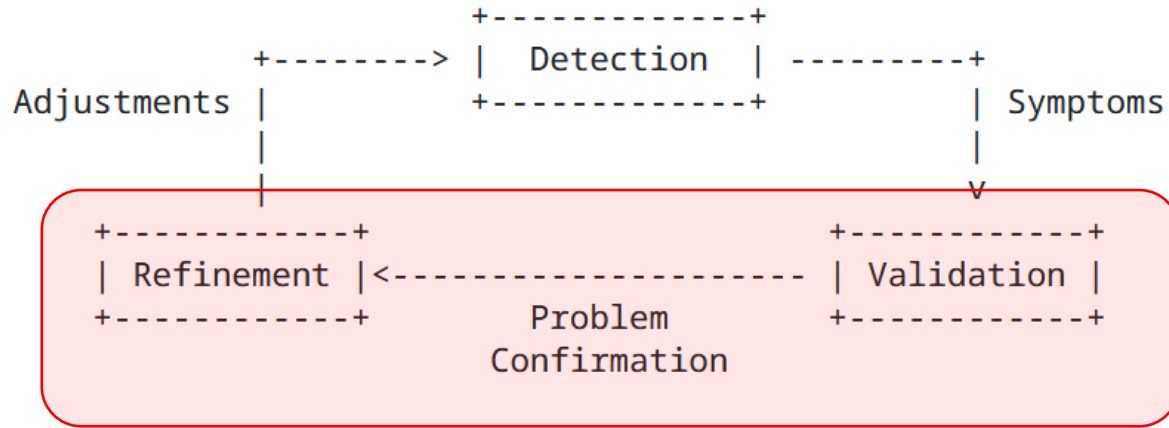 +-------------+
+--------> | Detection | ---------+
Adjustments | +-------------+ | Symptoms
| |
| v
+------------+ +------------+
| Refinement |<---------------------- | Validation |
+------------+ Problem +------------+
Confirmation